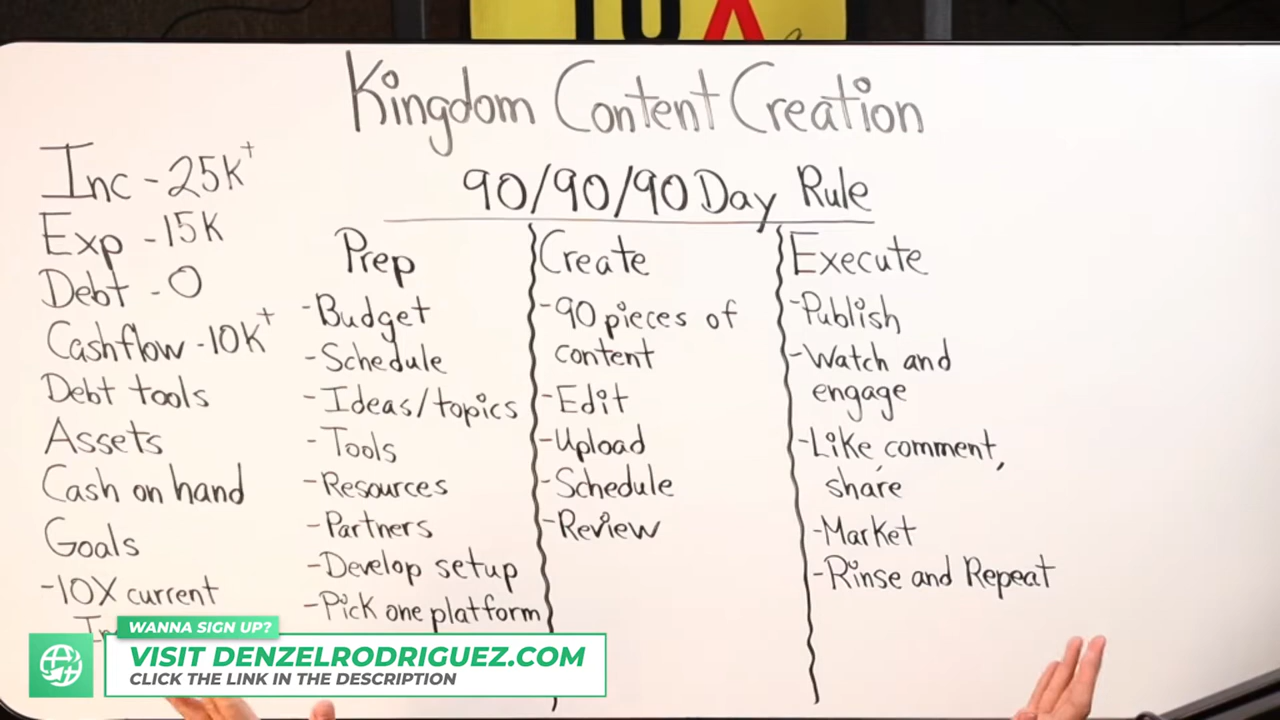 Kingdom Content Creation
90/90/90 Day Rule
Inc - 25K+
Exp - 15K
Debt - 0
Cashflow - 10K+
Debt tools
Assets
Cash on hand
Goals
- 10X current
Prep
- Budget
- Schedule
- Ideas/topics
- Tools
- Resources
- Partners
- Develop setup
- Pick one platform
Create
- 90 pieces of
content
- Edit
- Upload
- Schedule
- Review
Execute
- Publish
- Watch and
engage
- Like, comment,
share
- Market
- Rinse and Repeat
WANNA SIGN UP?
VISIT DENZELRODRIGUEZ.COM
CLICK THE LINK IN THE DESCRIPTION